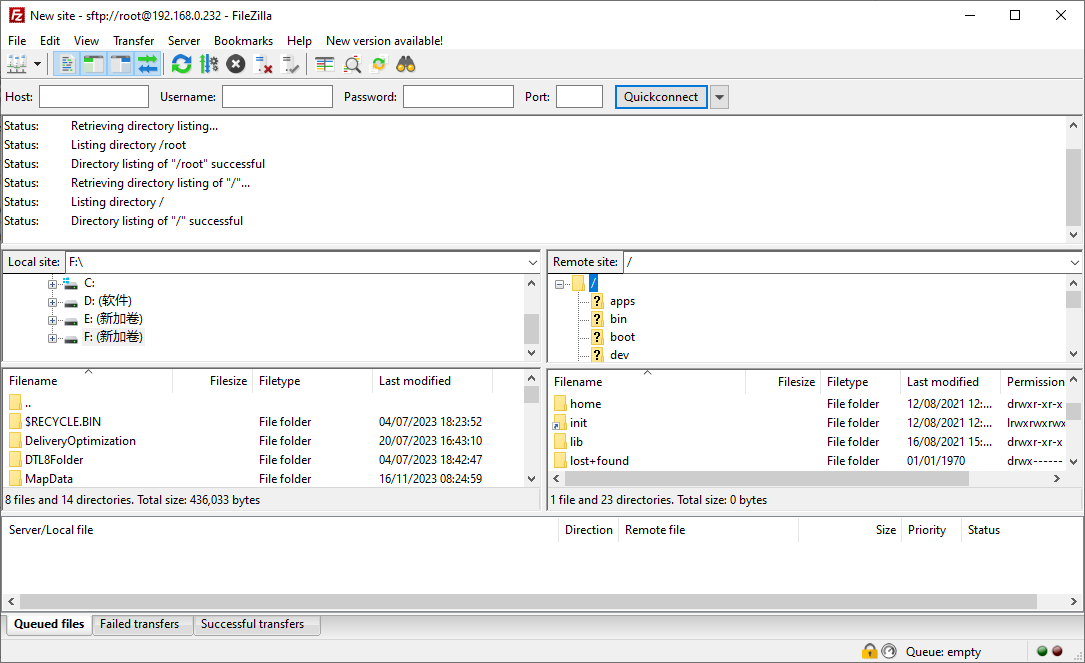 New site - sftp://root@192.168.0.232 - FileZilla
File Edit View Transfer Server Bookmarks Help New version available!
Host: Username: Password: Port: Quickconnect
Status: Retrieving directory listing...
Status: Listing directory /root
Status: Directory listing of "/root" successful
Status: Retrieving directory listing of "/"...
Status: Listing directory /
Status: Directory listing of "/" successful
Local site: F:\
C:
D: (软件)
E: (新加卷)
F: (新加卷)
Remote site: /
/
apps
bin
boot
dev
Filename Filesize Filetype Last modified
..
$RECYCLE.BIN File folder 04/07/2023 18:23:52
DeliveryOptimization File folder 20/07/2023 16:43:10
DTL8Folder File folder 04/07/2023 18:42:47
MapData File folder 16/11/2023 08:24:59
8 files and 14 directories. Total size: 436,033 bytes
Filename Filesize Filetype Last modified Permission
home File folder 12/08/2021 12:... drwxr-xr-x
init File folder 12/08/2021 12:... lrwxrwxrwx
lib File folder 16/08/2021 15:... drwxr-xr-x
lost+found File folder 01/01/1970 drwx------
1 file and 23 directories. Total size: 0 bytes
Server/Local file Direction Remote file Size Priority Status
Queued files Failed transfers Successful transfers
Queue: empty